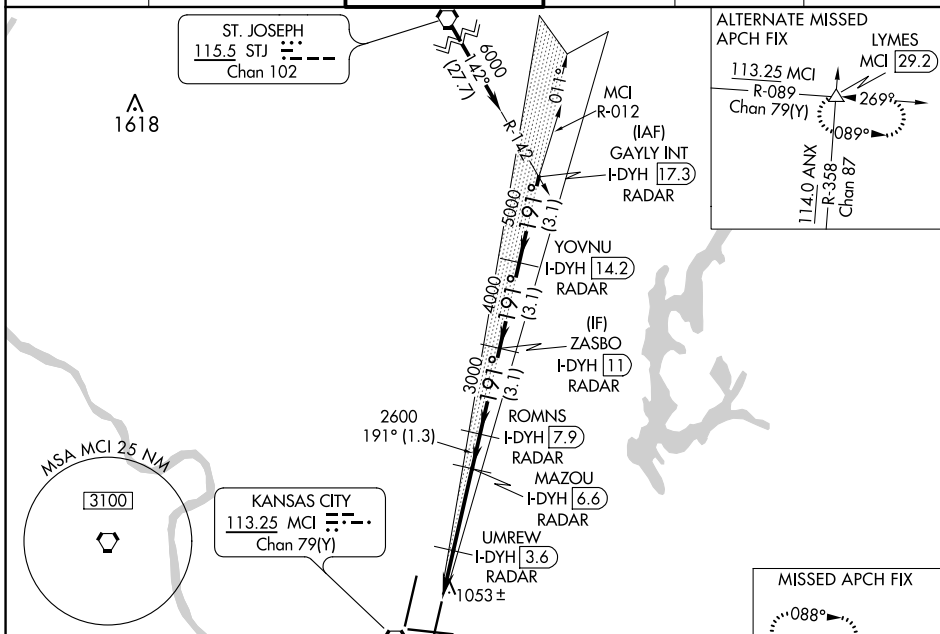 ST. JOSEPH
115.5 STJ
Chan 102
1618
6000
142°
(27.7)
R-142
011°
MCI
R-012
(IAF)
GAYLY INT
I-DYH 17.3
RADAR
5000
191°
(3.1)
YOVNU
I-DYH 14.2
RADAR
4000
191°
(3.1)
(IF)
ZASBO
I-DYH 11
RADAR
3000
191°
(3.1)
2600
191° (1.3)
ROMNS
I-DYH 7.9
RADAR
MAZOU
I-DYH 6.6
RADAR
UMREW
I-DYH 3.6
RADAR
1053 ±
MSA MCI 25 NM
3100
KANSAS CITY
113.25 MCI
Chan 79(Y)
ALTERNATE MISSED
APCH FIX
LYMES
MCI 29.2
113.25 MCI
R-089
Chan 79(Y)
269°
089°
114.0 ANX
R-358
Chan 87
MISSED APCH FIX
088°